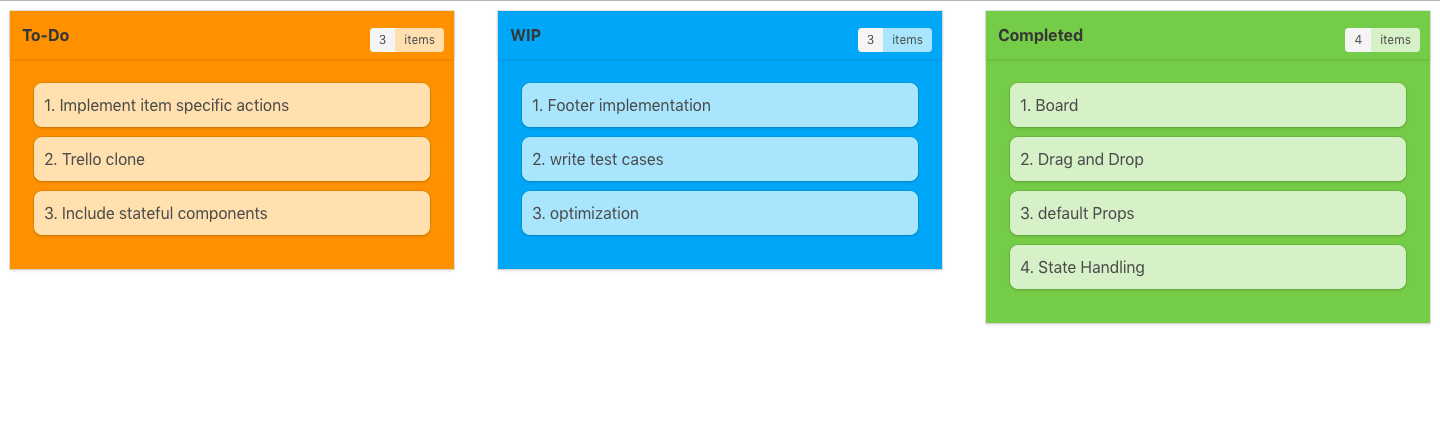 To-Do
3 items
1. Implement item specific actions
2. Trello clone
3. Include stateful components
WIP
3 items
1. Footer implementation
2. write test cases
3. optimization
Completed
4 items
1. Board
2. Drag and Drop
3. default Props
4. State Handling